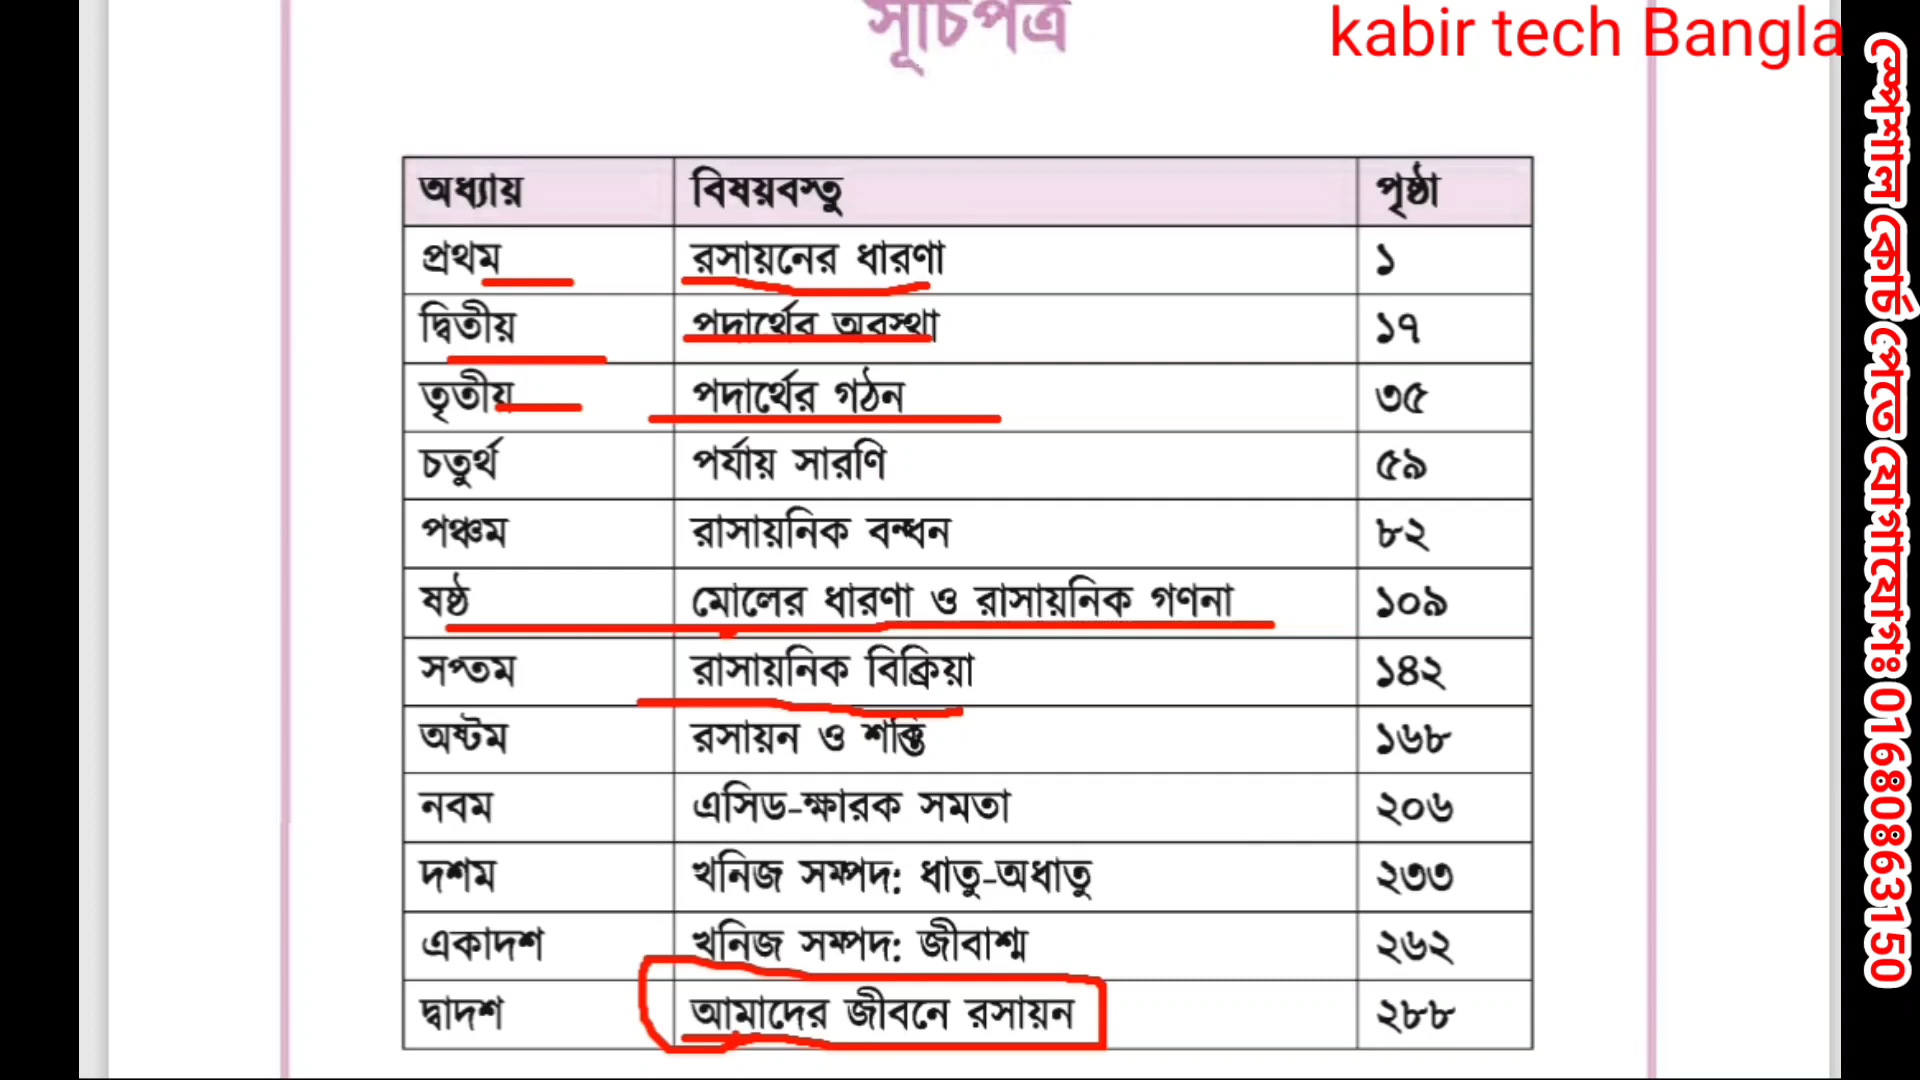 সূচিপত্র
kabir tech Bangla
অধ্যায় বিষয়বস্তু পৃষ্ঠা
প্রথম রসায়নের ধারণা ১
দ্বিতীয় পদার্থের অবস্থা ১৭
তৃতীয় পদার্থের গঠন ৩৫
চতুর্থ পর্যায় সারণি ৫৯
পঞ্চম রাসায়নিক বন্ধন ৮২
ষষ্ঠ মোলের ধারণা ও রাসায়নিক গণনা ১০৯
সপ্তম রাসায়নিক বিক্রিয়া ১৪২
অষ্টম রসায়ন ও শক্তি ১৬৮
নবম এসিড-ক্ষারক সমতা ২০৬
দশম খনিজ সম্পদ: ধাতু-অধাতু ২৩৩
একাদশ খনিজ সম্পদ: জীবাশ্ম ২৬২
দ্বাদশ আমাদের জীবনে রসায়ন ২৮৮
স্পেশাল কোর্স পেতে যোগাযোগঃ 01680863150